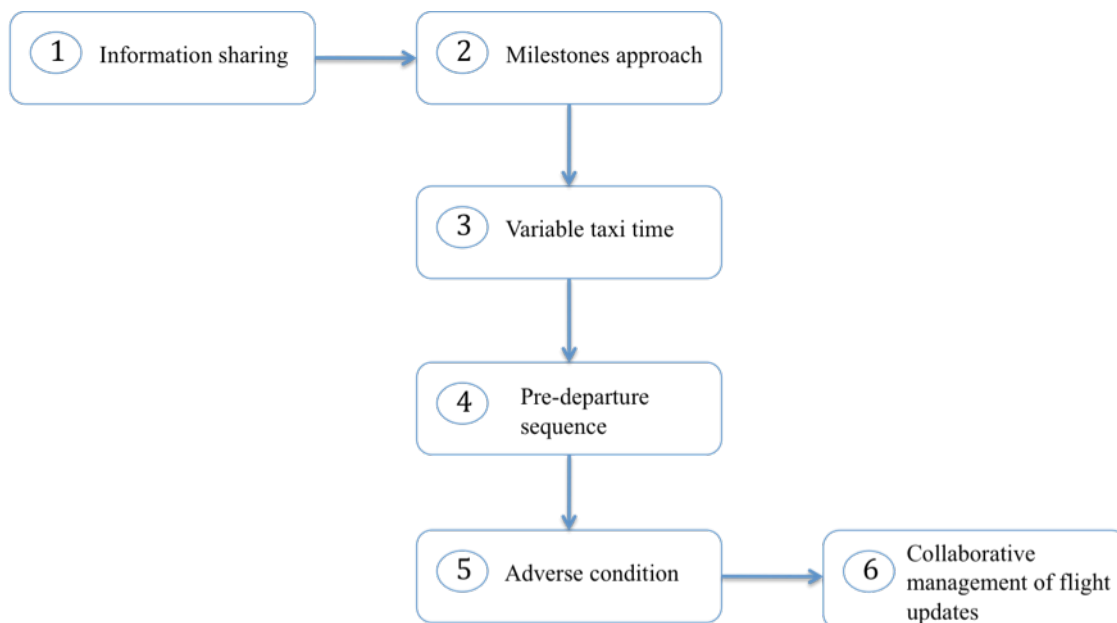 1 Information sharing
2 Milestones approach
3 Variable taxi time
4 Pre-departure
sequence
5 Adverse condition
6 Collaborative
management of flight
updates